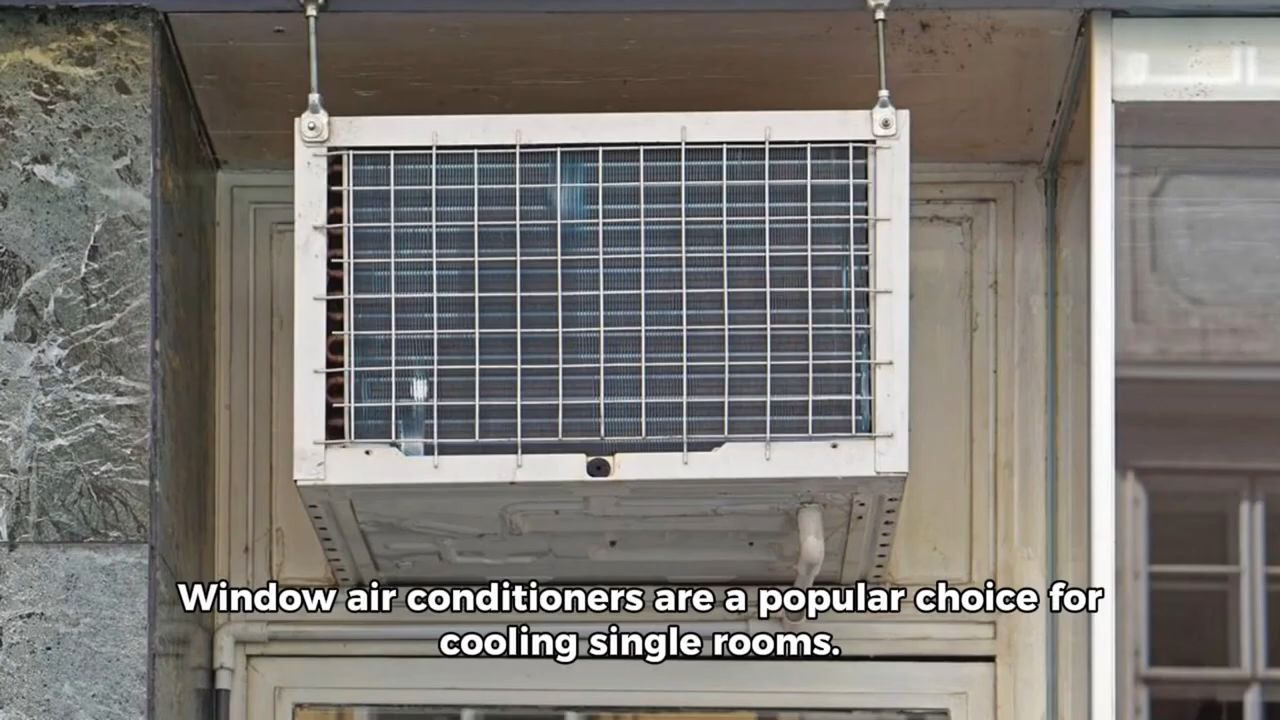 Window air conditioners are a popular choice for
cooling single rooms.